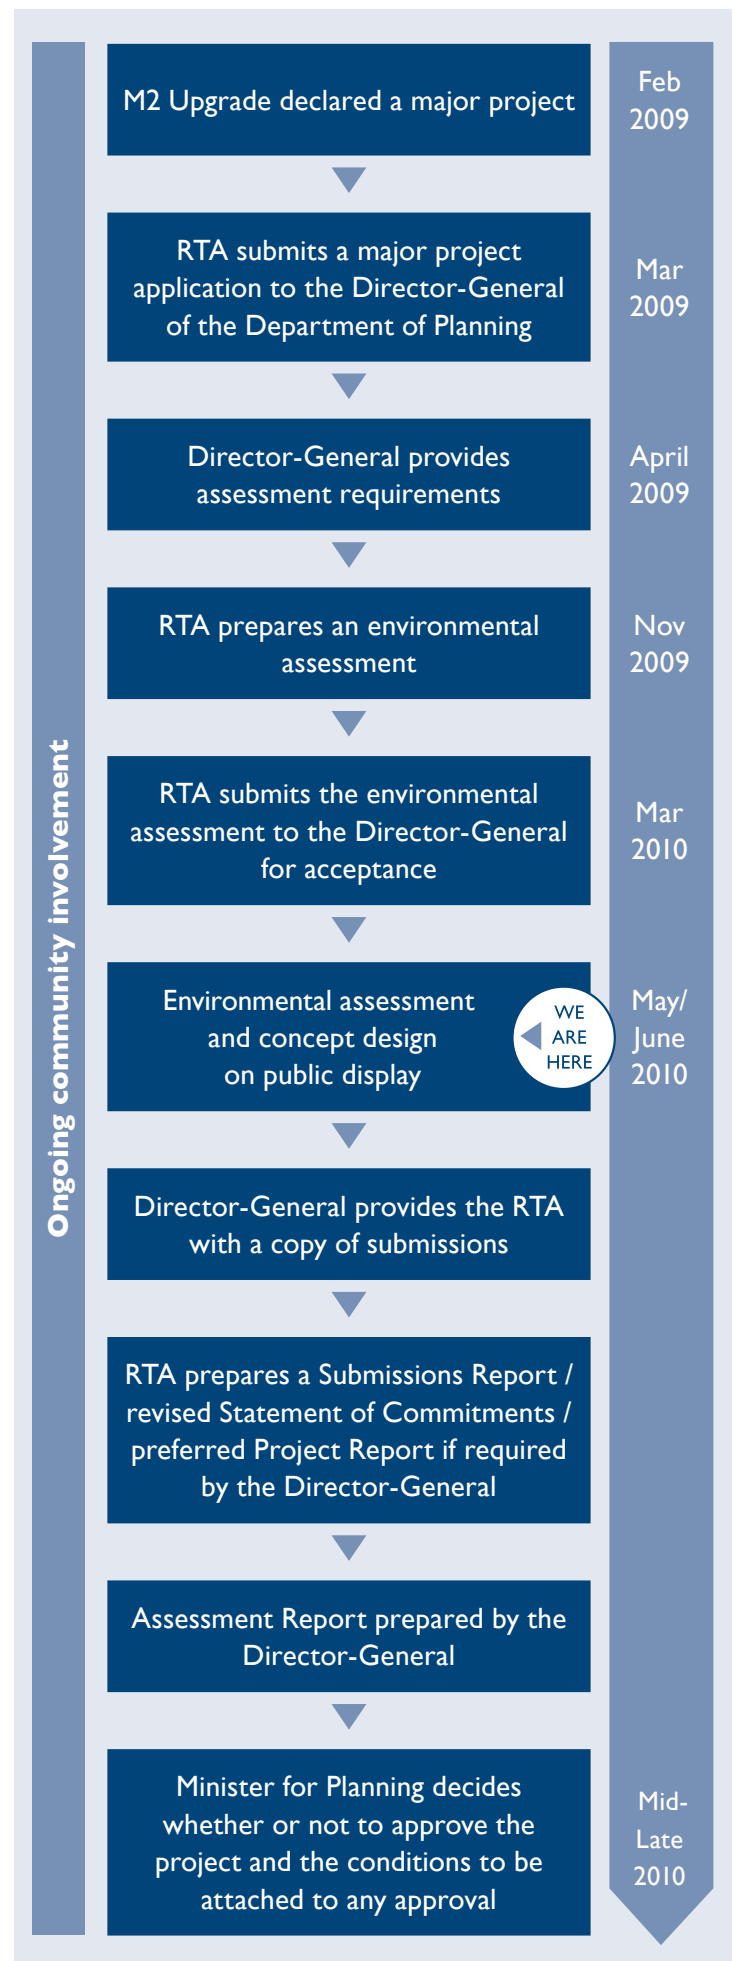 M2 Upgrade declared a major project
Feb
2009
RTA submits a major project
application to the Director-General
of the Department of Planning
Mar
2009
Director-General provides
assessment requirements
April
2009
RTA prepares an environmental
assessment
Nov
2009
RTA submits the environmental
assessment to the Director-General
for acceptance
Mar
2010
Environmental assessment
and concept design
on public display
WE
ARE
HERE
May/
June
2010
Director-General provides the RTA
with a copy of submissions
RTA prepares a Submissions Report /
revised Statement of Commitments /
preferred Project Report if required
by the Director-General
Assessment Report prepared by the
Director-General
Minister for Planning decides
whether or not to approve the
project and the conditions to be
attached to any approval
Mid-
Late
2010
Ongoing community involvement